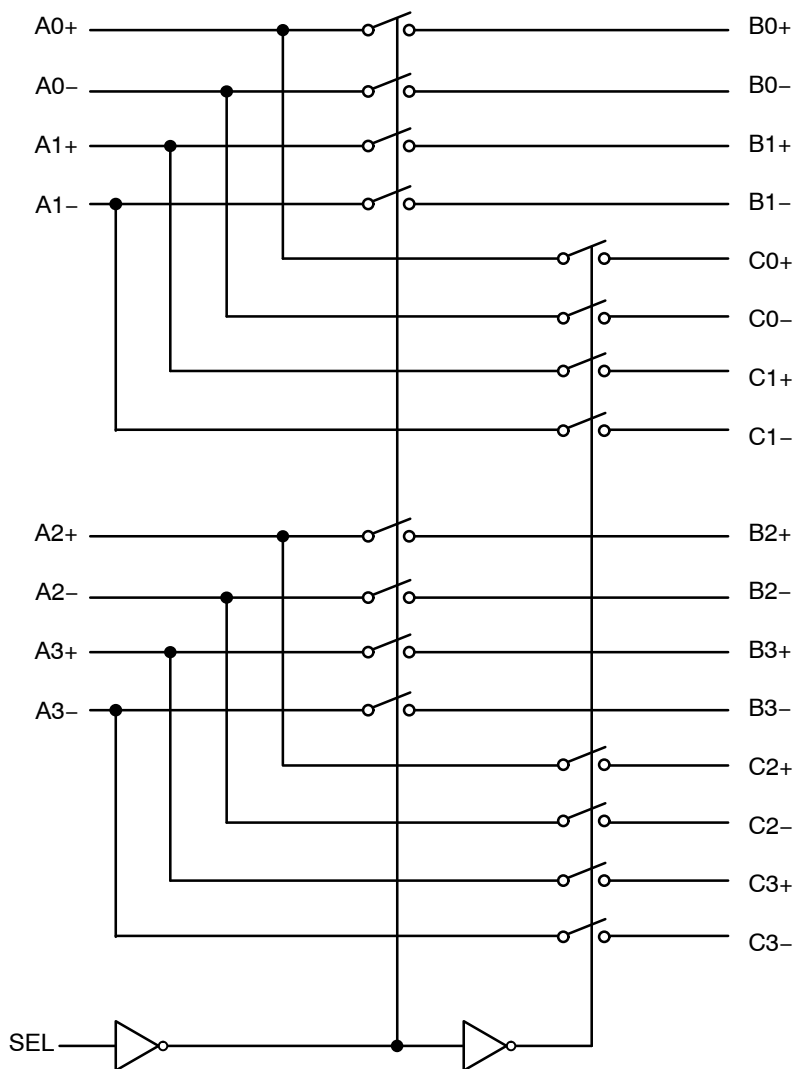 A0+ B0+
A0− B0−
A1+ B1+
A1− B1−
C0+
C0−
C1+
C1−
A2+ B2+
A2− B2−
A3+ B3+
A3− B3−
C2+
C2−
C3+
C3−
SEL